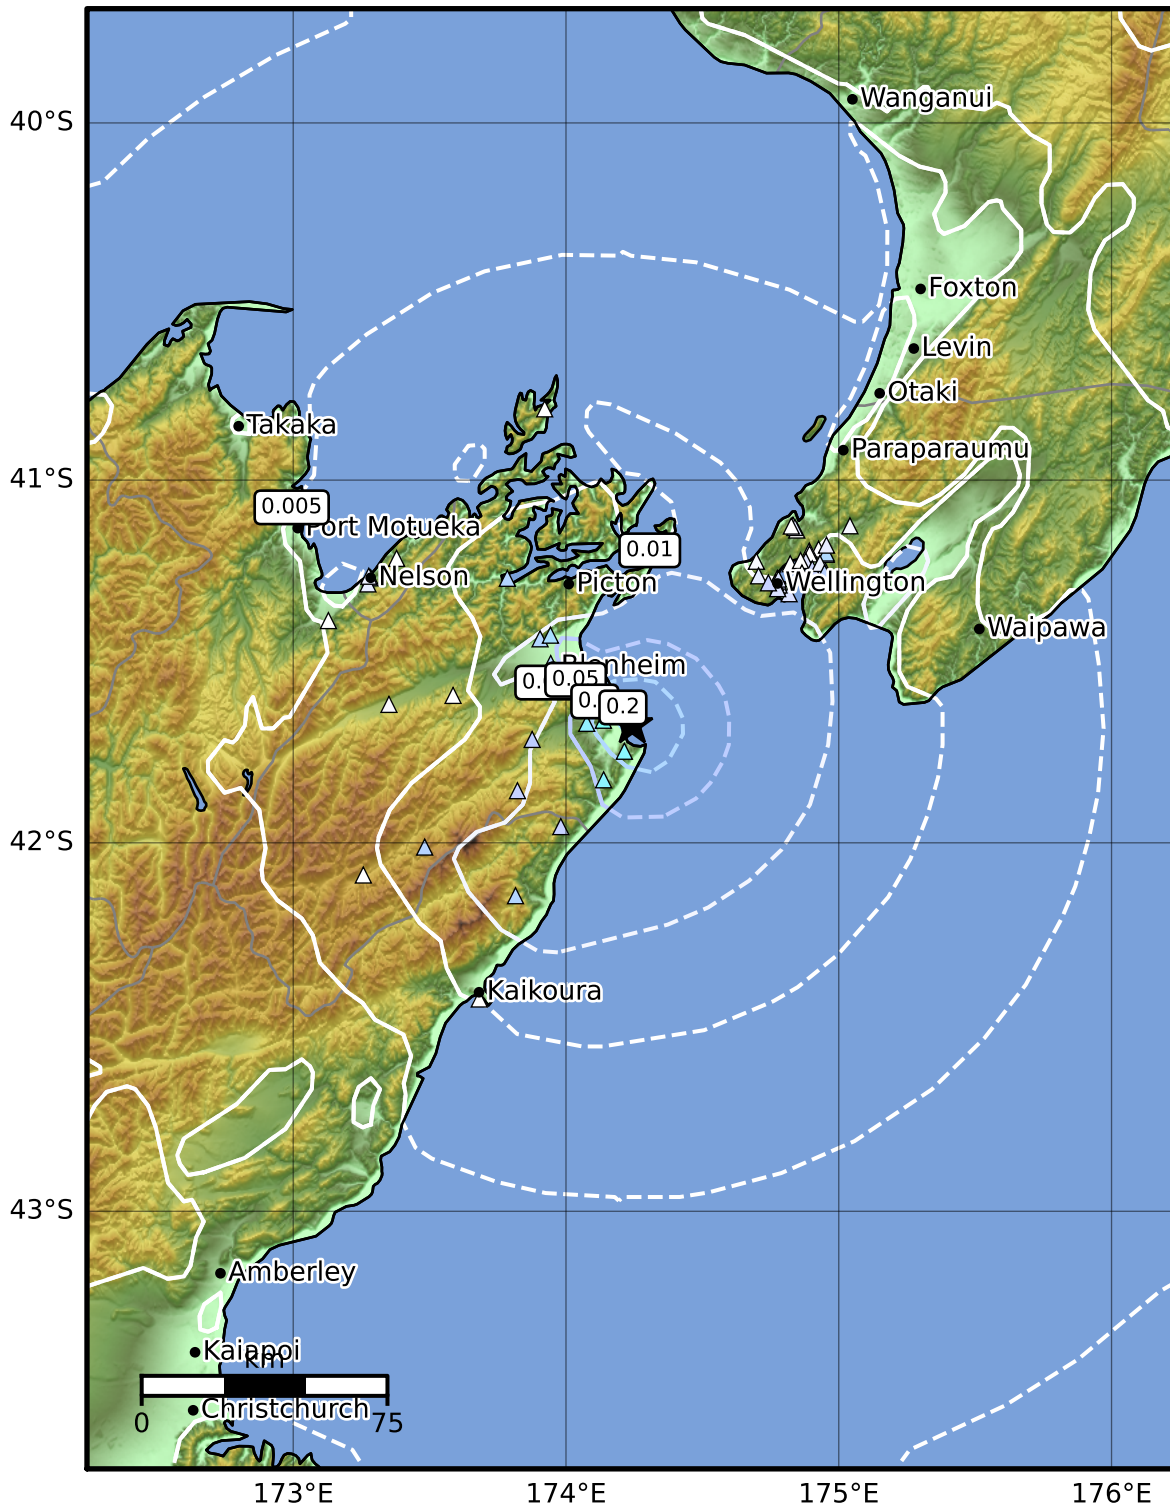 Wanganui
40°S
Foxton
Levin
Otaki
Takaka
Paraparaumu
41°S
0.005
Port Motueka
0.01
Nelson
Picton
Wellington
Waipawa
Blenheim
0.05
0.2
42°S
Kaikoura
43°S
Amberley
Kaiapoi
km
Christchurch
0
75
173°E
174°E
175°E
176°E